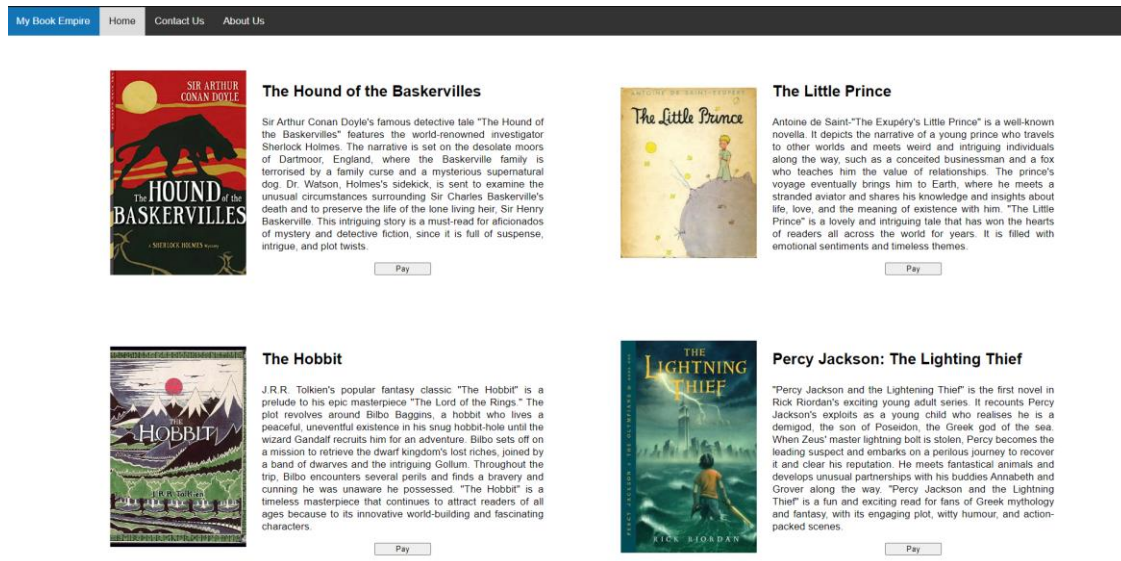 My Book Empire Home Contact Us About Us
SIR ARTHUR
CONAN DOYLE
The HOUND of the
BASKERVILLES
A SHERLOCK HOLMES Mystery
The Hound of the Baskervilles
Sir Arthur Conan Doyle's famous detective tale "The Hound of
the Baskervilles" features the world-renowned investigator
Sherlock Holmes. The narrative is set on the desolate moors
of Dartmoor, England, where the Baskerville family is
terrorised by a family curse and a mysterious supernatural
dog. Dr. Watson, Holmes's sidekick, is sent to examine the
unusual circumstances surrounding Sir Charles Baskerville's
death and to preserve the life of the lone living heir, Sir Henry
Baskerville. This intriguing story is a must-read for aficionados
of mystery and detective fiction, since it is full of suspense,
intrigue, and plot twists.
Pay
ANTOINE DE SAINT-EXUPERY
The Little Prince
The Little Prince
Antoine de Saint-"The Exupéry's Little Prince" is a well-known
novella. It depicts the narrative of a young prince who travels
to other worlds and meets weird and intriguing individuals
along the way, such as a conceited businessman and a fox
who teaches him the value of relationships. The prince's
voyage eventually brings him to Earth, where he meets a
stranded aviator and shares his knowledge and insights about
life, love, and the meaning of existence with him. "The Little
Prince" is a lovely and intriguing tale that has won the hearts
of readers all across the world for years. It is filled with
emotional sentiments and timeless themes.
Pay
THE
HOBBIT
J.R.R. Tolkien
The Hobbit
J.R.R. Tolkien's popular fantasy classic "The Hobbit" is a
prelude to his epic masterpiece "The Lord of the Rings." The
plot revolves around Bilbo Baggins, a hobbit who lives a
peaceful, uneventful existence in his snug hobbit-hole until the
wizard Gandalf recruits him for an adventure. Bilbo sets off on
a mission to retrieve the dwarf kingdom's lost riches, joined by
a band of dwarves and the intriguing Gollum. Throughout the
trip, Bilbo encounters several perils and finds a bravery and
cunning he was unaware he possessed. "The Hobbit" is a
timeless masterpiece that continues to attract readers of all
ages because to its innovative world-building and fascinating
characters.
Pay
THE
LIGHTNING
THIEF
PERCY JACKSON & THE OLYMPIANS
RICK RIORDAN
Percy Jackson: The Lighting Thief
"Percy Jackson and the Lightening Thief" is the first novel in
Rick Riordan's exciting young adult series. It recounts Percy
Jackson's exploits as a young child who realises he is a
demigod, the son of Poseidon, the Greek god of the sea.
When Zeus' master lightning bolt is stolen, Percy becomes the
leading suspect and embarks on a perilous journey to recover
it and clear his reputation. He meets fantastical animals and
develops unusual partnerships with his buddies Annabeth and
Grover along the way. "Percy Jackson and the Lightning
Thief" is a fun and exciting read for fans of Greek mythology
and fantasy, with its engaging plot, witty humour, and action-
packed scenes.
Pay